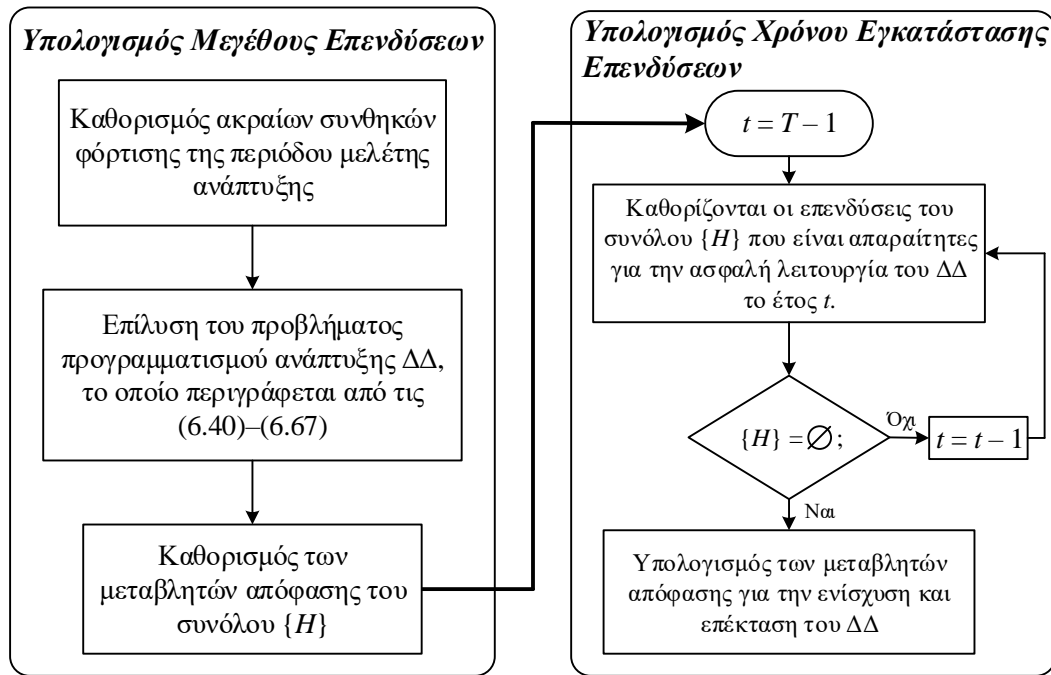 Υπολογισμός Μεγέθους Επενδύσεων
Καθορισμός ακραίων συνθηκών
φόρτισης της περιόδου μελέτης
ανάπτυξης
Επίλυση του προβλήματος
προγραμματισμού ανάπτυξης ΔΔ,
το οποίο περιγράφεται από τις
(6.40)–(6.67)
Καθορισμός των
μεταβλητών απόφασης του
συνόλου {H}
Υπολογισμός Χρόνου Εγκατάστασης
Επενδύσεων
t = T – 1
Καθορίζονται οι επενδύσεις του
συνόλου {H} που είναι απαραίτητες
για την ασφαλή λειτουργία του ΔΔ
το έτος t.
{H} = ∅ ;
Όχι
t = t – 1
Ναι
Υπολογισμός των μεταβλητών
απόφασης για την ενίσχυση και
επέκταση του ΔΔ